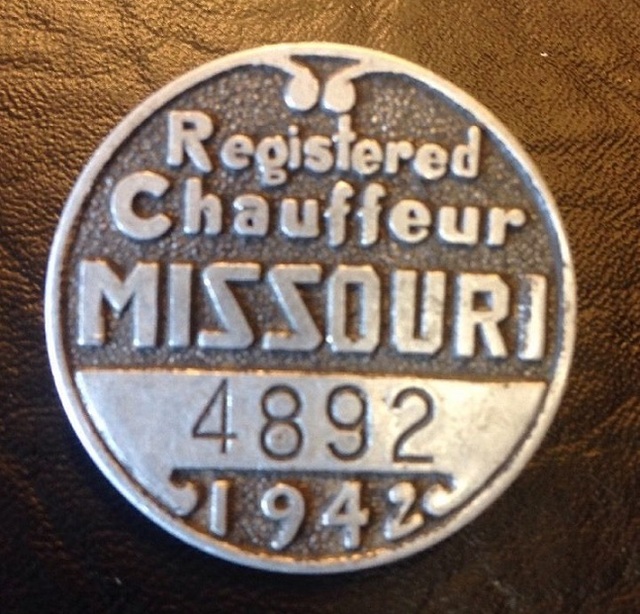 Registered
Chauffeur
MISSOURI
4892
1942